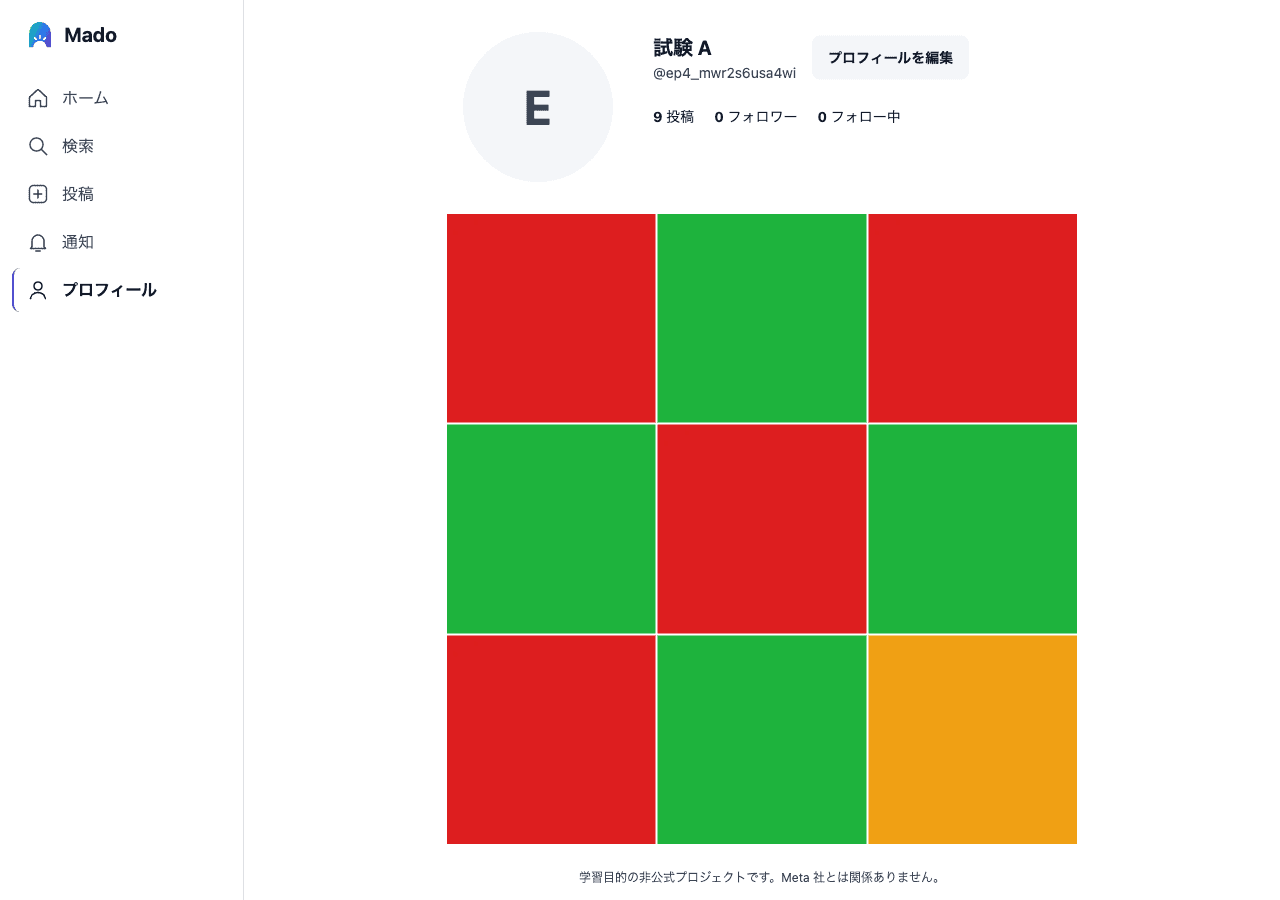 Mado
ホーム
検索
投稿
通知
プロフィール
E
試験 A
@ep4_mwr2s6usa4wi
プロフィールを編集
9 投稿 0 フォロワー 0 フォロー中
学習目的の非公式プロジェクトです。Meta 社とは関係ありません。